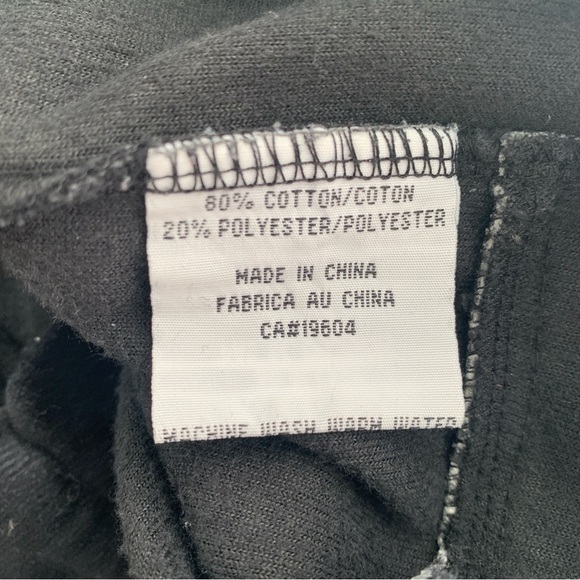 80% COTTON/COTON
20% POLYESTER/POLYESTER
MADE IN CHINA
FABRICA AU CHINA
CA#19604
MACHINE WASH WARM WATER